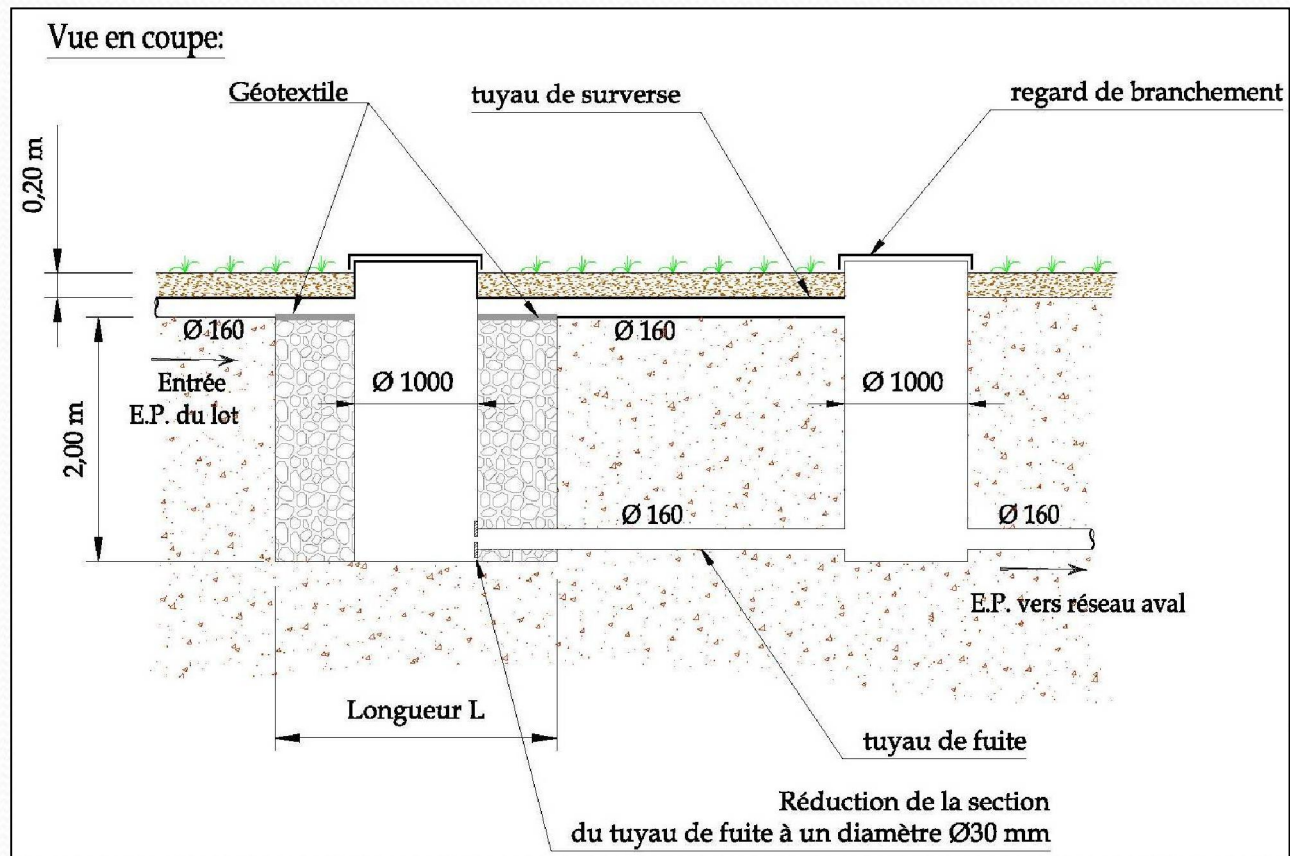 Vue en coupe:
Géotextile
tuyau de surverse
regard de branchement
0,20 m
Ø 160
Ø 160
Entrée
E.P. du lot
Ø 1000
Ø 1000
2,00 m
Ø 160
Ø 160
E.P. vers réseau aval
Longueur L
tuyau de fuite
Réduction de la section
du tuyau de fuite à un diamètre Ø30 mm